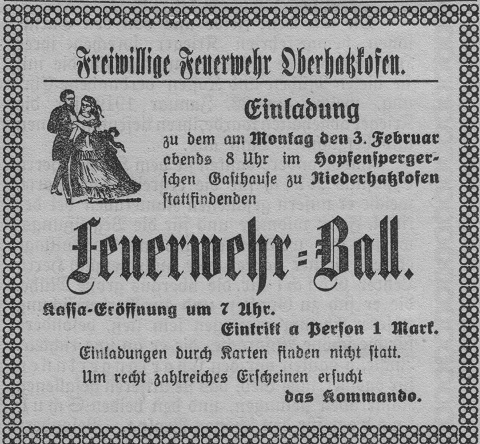 Freiwillige Feuerwehr Oberhatzkofen.
Einladung
zu dem am Montag den 3. Februar
abends 8 Uhr im Hopfensperger-
schen Gasthause zu Niederhatzkofen
stattfindenden
Feuerwehr-Ball.
Kassa-Eröffnung um 7 Uhr.
Eintritt a Person 1 Mark.
Einladungen durch Karten finden nicht statt.
Um recht zahlreiches Erscheinen ersucht
das Kommando.